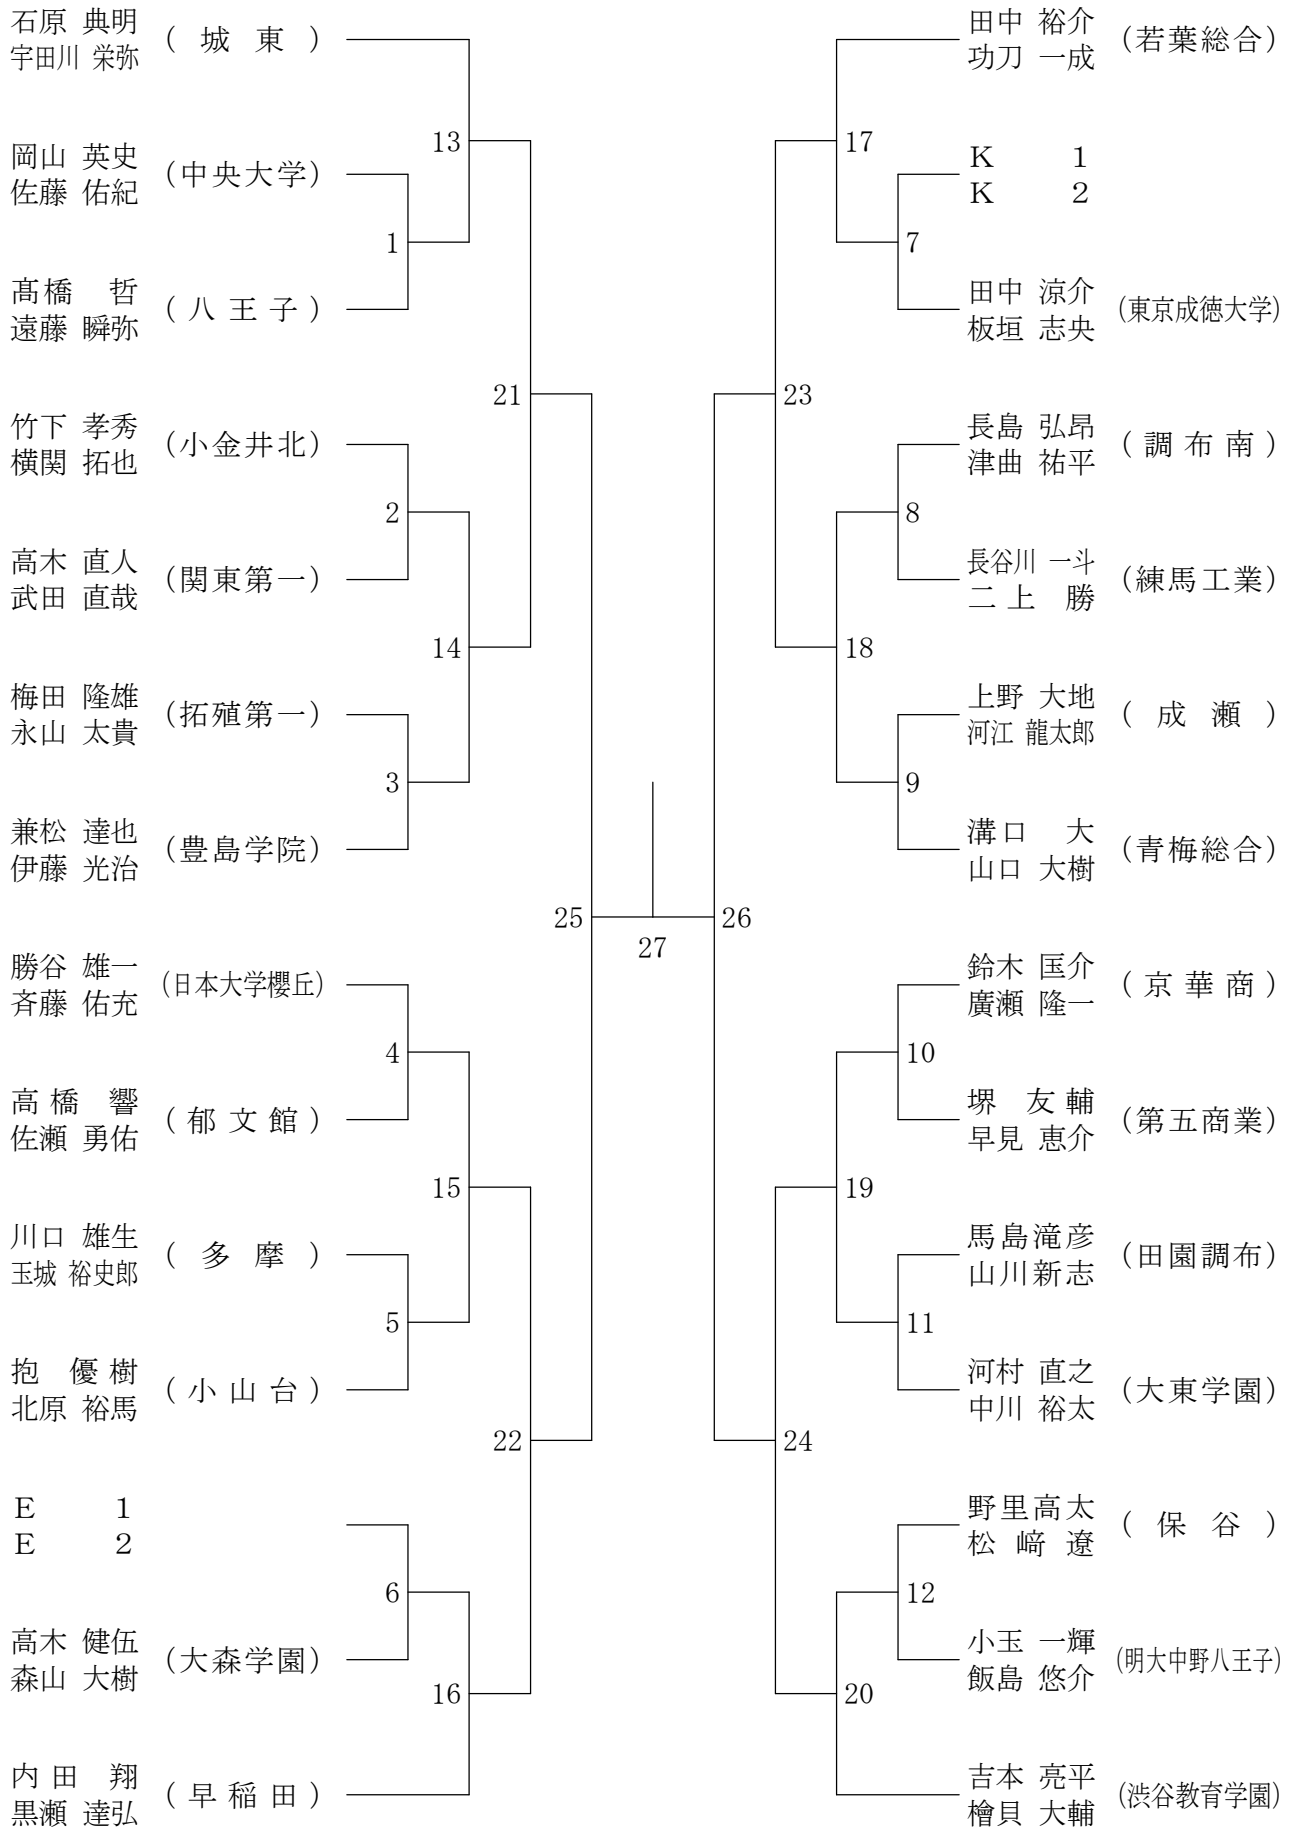 石原 典明
宇田川 栄弥
（ 城 東 ）
岡山 英史
佐藤 佑紀
（中央大学）
髙橋 哲
遠藤 瞬弥
（ 八 王 子 ）
竹下 孝秀
横関 拓也
（小金井北）
高木 直人
武田 直哉
（関東第一）
梅田 隆雄
永山 太貴
（拓殖第一）
兼松 達也
伊藤 光治
（豊島学院）
勝谷 雄一
斉藤 佑充
（日本大学櫻丘）
高橋 響
佐瀬 勇佑
（ 郁 文 館 ）
川口 雄生
玉城 裕史郎
（ 多 摩 ）
抱 優樹
北原 裕馬
（ 小 山 台 ）
E 1
E 2
高木 健伍
森山 大樹
（大森学園）
内田 翔
黒瀬 達弘
（ 早 稲 田 ）
1
2
3
4
5
6
13
14
15
16
21
22
25
27
26
23
24
17
18
19
20
7
8
9
10
11
12
田中 裕介
功刀 一成
（若葉総合）
K 1
K 2
田中 涼介
板垣 志央
（東京成徳大学）
長島 弘昂
津曲 祐平
（ 調 布 南 ）
長谷川 一斗
二上 勝
（練馬工業）
上野 大地
河江 龍太郎
（ 成 瀬 ）
溝口 大
山口 大樹
（青梅総合）
鈴木 匡介
廣瀬 隆一
（ 京 華 商 ）
堺 友輔
早見 恵介
（第五商業）
馬島滝彦
山川新志
（田園調布）
河村 直之
中川 裕太
（大東学園）
野里高太
松﨑 遼
（ 保 谷 ）
小玉 一輝
飯島 悠介
（明大中野八王子）
吉本 亮平
檜貝 大輔
（渋谷教育学園）